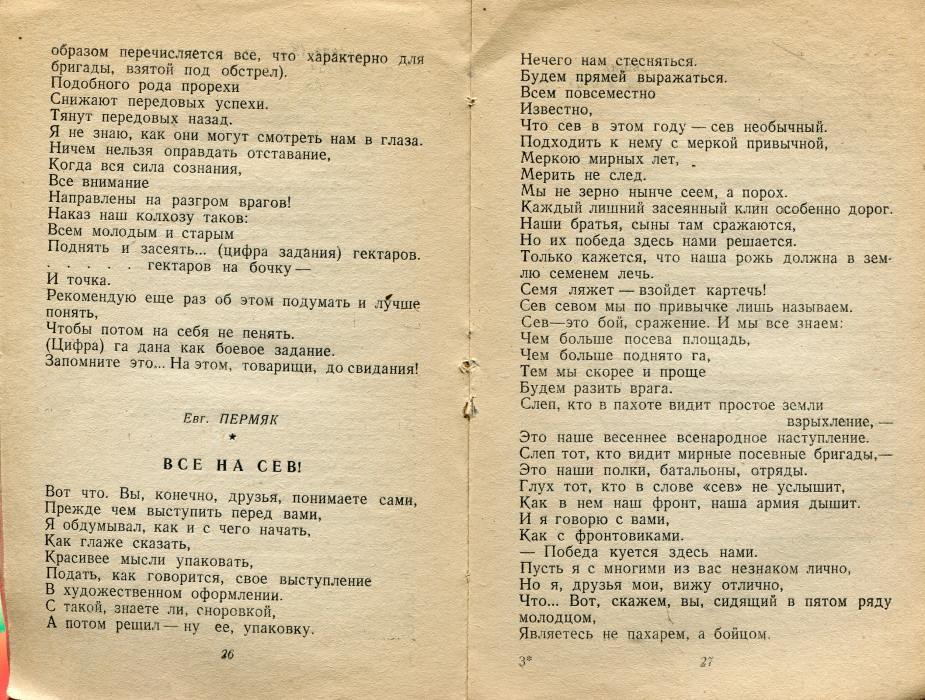 образом перечисляется все, что характерно для
бригады, взятой под обстрел).
Подобного рода прорехи
Снижают передовых успехи.
Тянут передовых назад.
Я не знаю, как они могут смотреть нам в глаза.
Ничем нельзя оправдать отставание,
Когда вся сила сознания,
Все внимание
Направлены на разгром врагов!
Наказ наш колхозу таков:
Всем молодым и старым
Поднять и засеять... (цифра задания) гектаров.
. . . . . гектаров на бочку —
И точка.
Рекомендую еще раз об этом подумать и лучше
понять,
Чтобы потом на себя не пенять.
(Цифра) га дана как боевое задание.
Запомните это... На этом, товарищи, до свидания!
Евг. ПЕРМЯК
★
ВСЕ НА СЕВ!
Вот что. Вы, конечно, друзья, понимаете сами,
Прежде чем выступить перед вами,
Я обдумывал, как и с чего начать,
Как глаже сказать,
Красивее мысли упаковать,
Подать, как говорится, свое выступление
В художественном оформлении.
С такой, знаете ли, сноровкой,
А потом решил — ну ее, упаковку.
26
Нечего нам стесняться.
Будем прямей выражаться.
Всем повсеместно
Известно,
Что сев в этом году — сев необычный.
Подходить к нему с меркой привычной,
Меркою мирных лет,
Мерить не след.
Мы не зерно нынче сеем, а порох.
Каждый лишний засеянный клин особенно дорог.
Наши братья, сыны там сражаются,
Но их победа здесь нами решается.
Только кажется, что наша рожь должна в зем-
лю семенем лечь.
Семя ляжет — взойдет картечь!
Сев севом мы по привычке лишь называем.
Сев—это бой, сражение. И мы все знаем:
Чем больше посева площадь,
Чем больше поднято га,
Тем мы скорее и проще
Будем разить врага.
Слеп, кто в пахоте видит простое земли
взрыхление, —
Это наше весеннее всенародное наступление.
Слеп тот, кто видит мирные посевные бригады,—
Это наши полки, батальоны, отряды.
Глух тот, кто в слове «сев» не услышит,
Как в нем наш фронт, наша армия дышит.
И я говорю с вами,
Как с фронтовиками.
— Победа куется здесь нами.
Пусть я с многими из вас незнаком лично,
Но я, друзья мои, вижу отлично,
Что... Вот, скажем, вы, сидящий в пятом ряду
молодцом,
Являетесь не пахарем, а бойцом.
3*
27